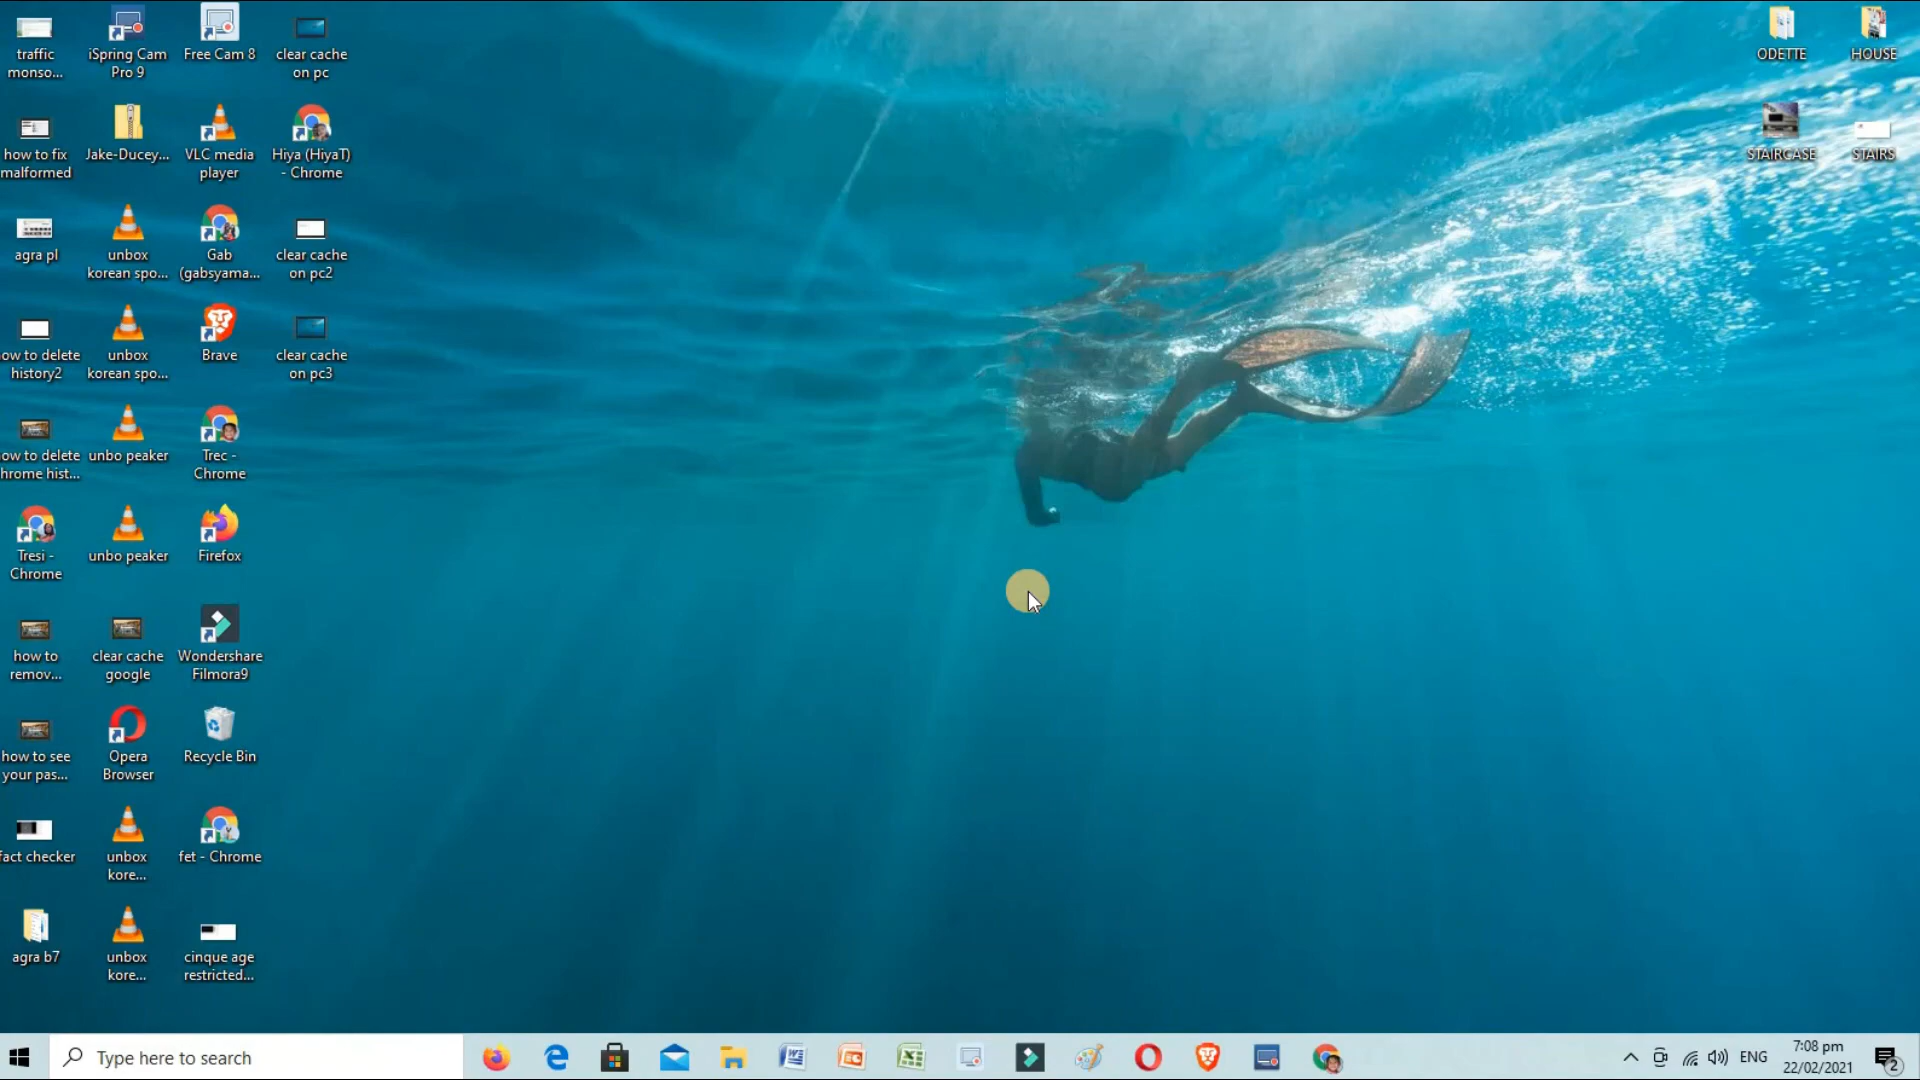 traffic
monso...
iSpring Cam
Pro 9
Free Cam 8
clear cache
on pc
ODETTE
HOUSE
how to fix
malformed
Jake-Ducey...
VLC media
player
Hiya (HiyaT)
- Chrome
STAIRCASE
STAIRS
agra pl
unbox
korean spo...
Gab
(gabsyama...
clear cache
on pc2
ow to delete
history2
unbox
korean spo...
Brave
clear cache
on pc3
ow to delete
hrome hist...
unbo peaker
Trec -
Chrome
Tresi -
Chrome
unbo peaker
Firefox
how to
remov...
clear cache
google
Wondershare
Filmora9
how to see
your pas...
Opera
Browser
Recycle Bin
fact checker
unbox
kore...
fet - Chrome
agra b7
unbox
kore...
cinque age
restricted...
Type here to search
ENG
7:08 pm
22/02/2021
2